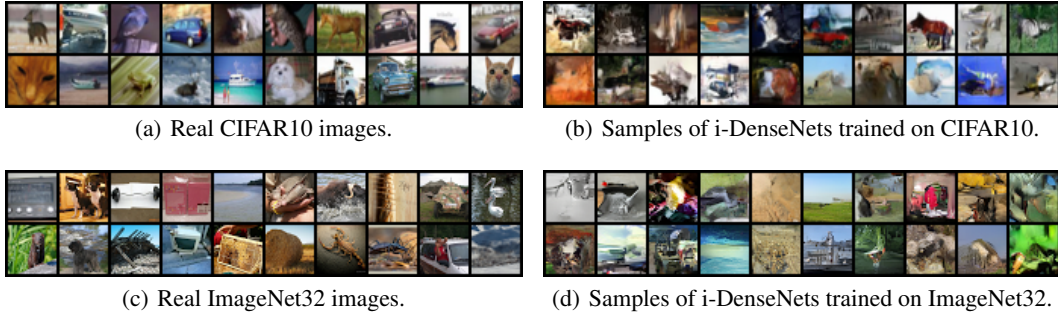 (a) Real CIFAR10 images.
(b) Samples of i-DenseNets trained on CIFAR10.
(c) Real ImageNet32 images.
(d) Samples of i-DenseNets trained on ImageNet32.